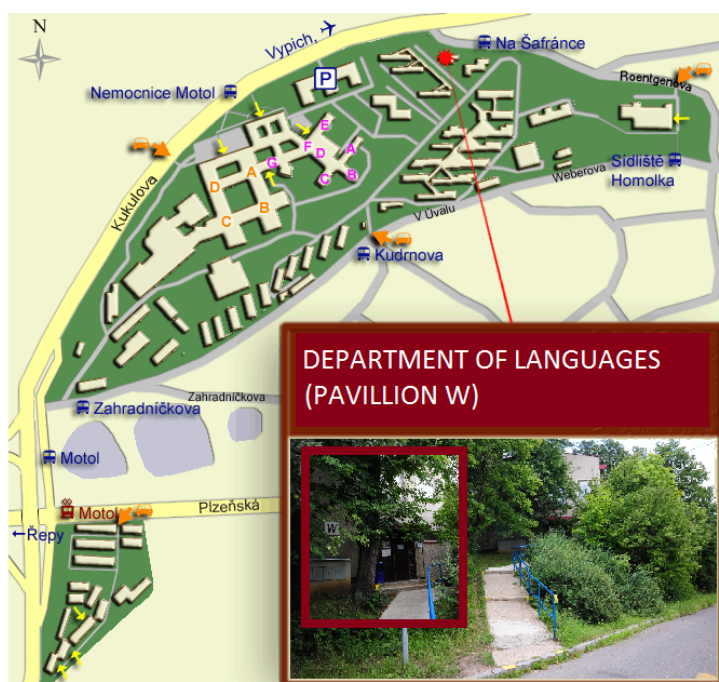 N
Vypich,
Na Šafránce
Nemocnice Motol
P
Roentgenova
E
F
D
A
G
A
C
B
D
B
C
Sídliště
Homolka
Weberova
V Úvalu
Kukulova
Kudrnova
DEPARTMENT OF LANGUAGES
(PAVILLION W)
Zahradníčkova
Zahradníčkova
Motol
Plzeňská
Motol
←Řepy
W